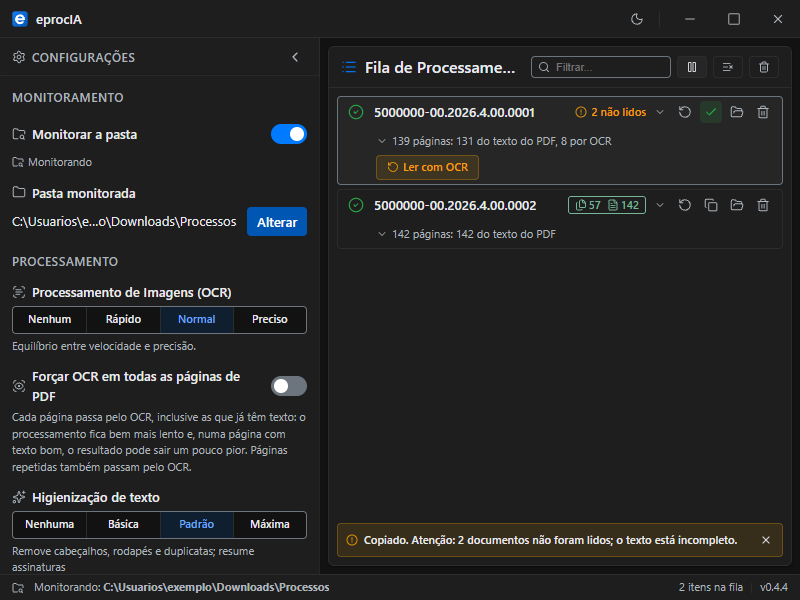 eprocIA
CONFIGURAÇÕES
MONITORAMENTO
Monitorar a pasta
Monitorando
Pasta monitorada
C:\Usuarios\e...o\Downloads\Processos
Alterar
PROCESSAMENTO
Processamento de Imagens (OCR)
Nenhum Rápido Normal Preciso
Equilíbrio entre velocidade e precisão.
Forçar OCR em todas as páginas de
PDF
Cada página passa pelo OCR, inclusive as que já têm texto: o
processamento fica bem mais lento e, numa página com
texto bom, o resultado pode sair um pouco pior. Páginas
repetidas também passam pelo OCR.
Higienização de texto
Nenhuma Básica Padrão Máxima
Remove cabeçalhos, rodapés e duplicatas; resume
assinaturas
Fila de Processame...
Filtrar...
5000000-00.2026.4.00.0001
2 não lidos
139 páginas: 131 do texto do PDF, 8 por OCR
Ler com OCR
5000000-00.2026.4.00.0002
57 142
142 páginas: 142 do texto do PDF
Copiado. Atenção: 2 documentos não foram lidos; o texto está incompleto.
Monitorando: C:\Usuarios\exemplo\Downloads\Processos
2 itens na fila
v0.4.4